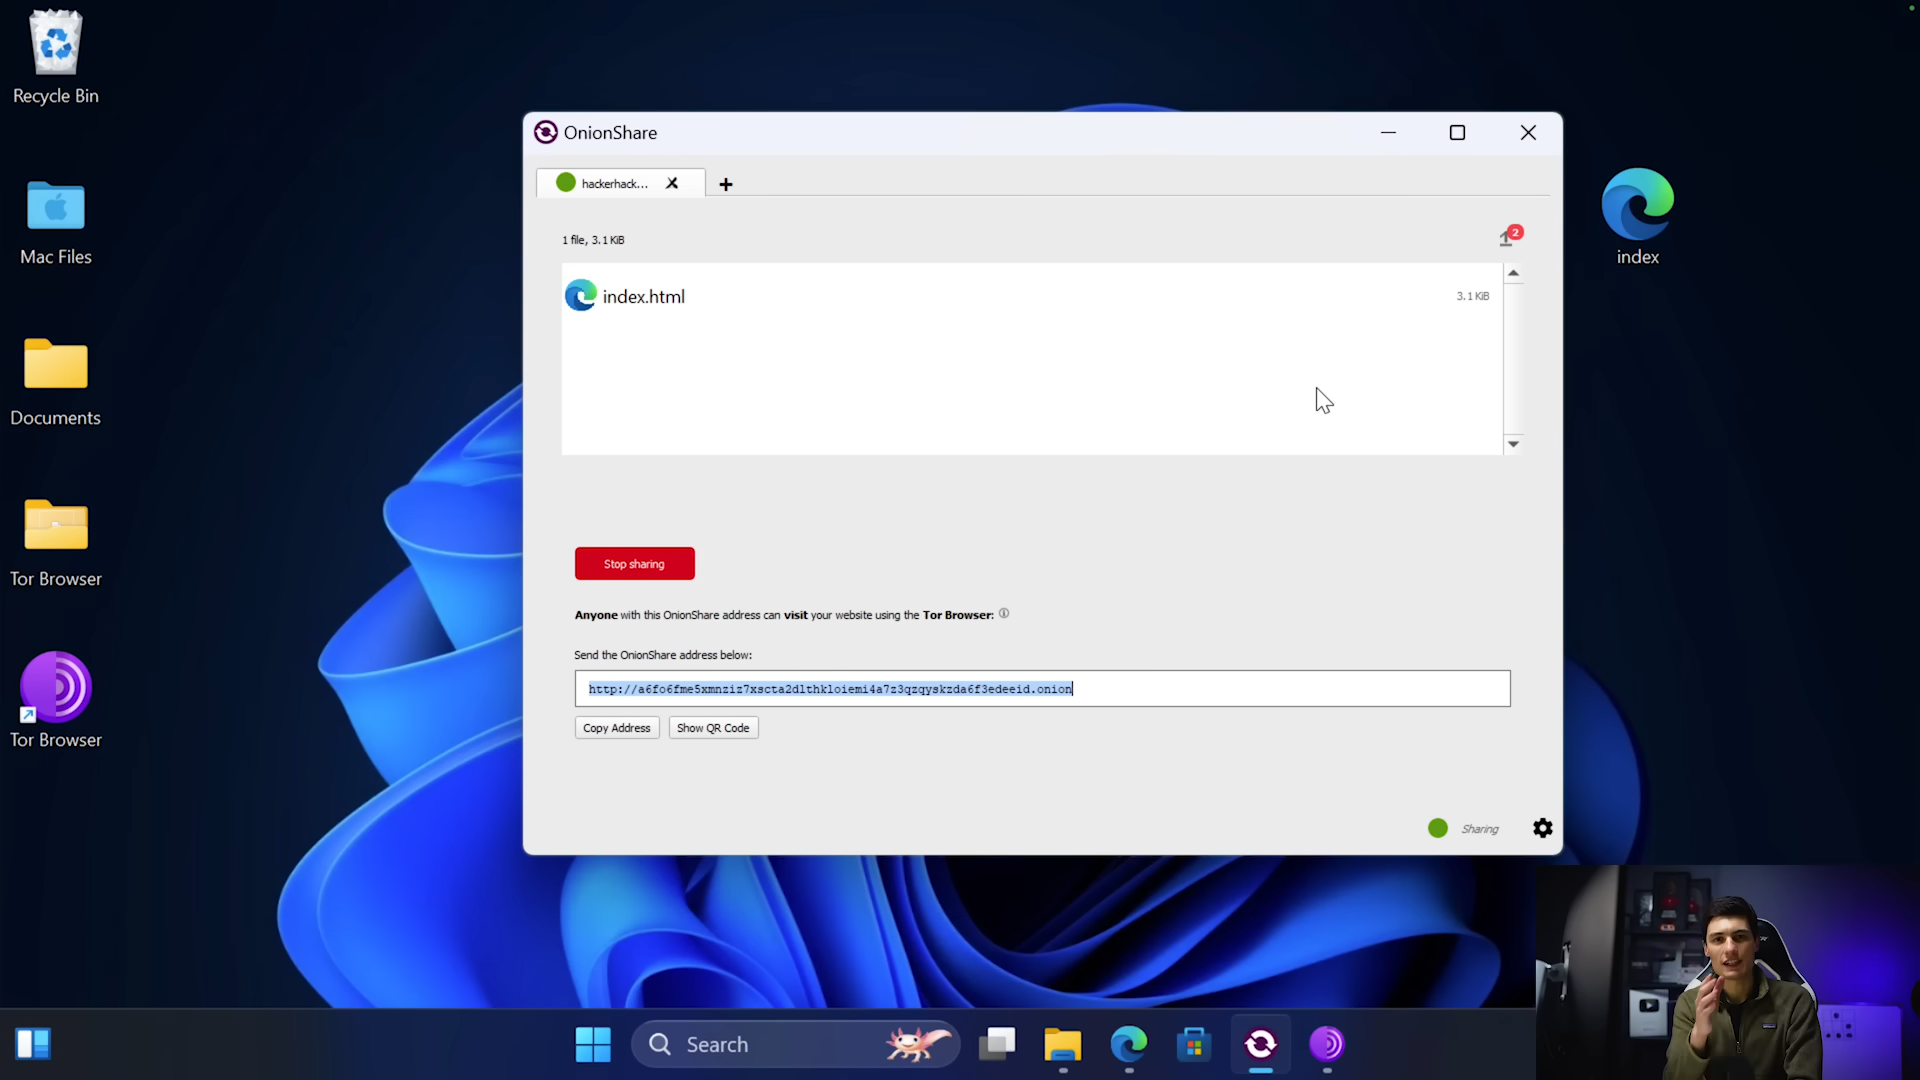 Recycle Bin
Mac Files
Documents
Tor Browser
Tor Browser
OnionShare
hackerhack...
1 file, 3.1 KiB
2
index.html
3.1 KiB
Stop sharing
Anyone with this OnionShare address can visit your website using the Tor Browser:
Send the OnionShare address below:
http://a6fo6fme5xmnziz7xscta2dlthkloiemi4a7z3qzqyskzda6f3edeeid.onion
Copy Address
Show QR Code
Sharing
index
Search